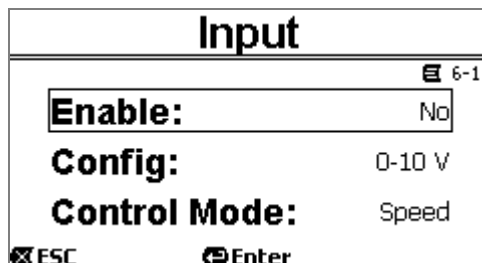 Input
6-1
Enable: No
Config: 0-10 V
Control Mode: Speed
ESC Enter